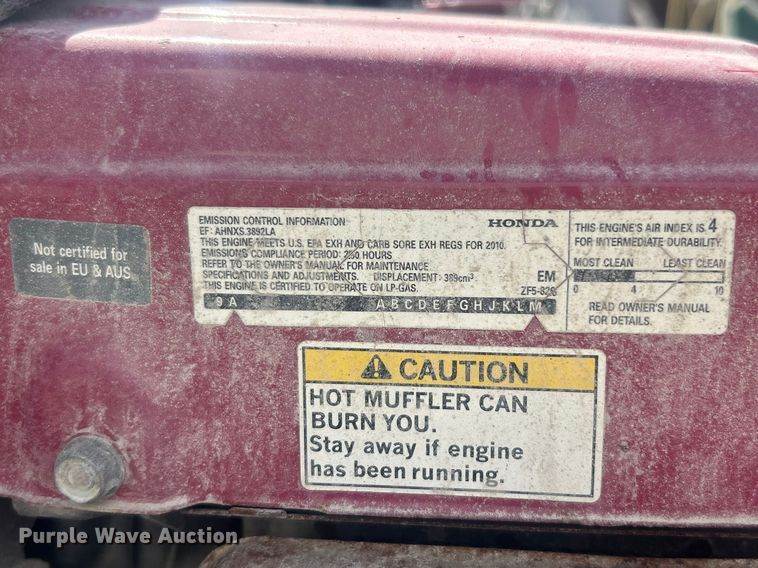 Not certified for
sale in EU & AUS
EMISSION CONTROL INFORMATION HONDA
EF: AHNXS.3892LA
THIS ENGINE MEETS U.S. EPA EXH AND CARB SORE EXH REGS FOR 2010.
EMISSIONS COMPLIANCE PERIOD: HOURS
REFER TO THE OWNER'S MANUAL FOR MAINTENANCE
SPECIFICATIONS AND ADJUSTMENTS. DISPLACEMENT: 389cm³ EM
THIS ENGINE IS CERTIFIED TO OPERATE ON LP-GAS.
9 A A B C D E F G H J K L M
THIS ENGINE'S AIR INDEX IS 4
FOR INTERMEDIATE DURABILITY.
MOST CLEAN LEAST CLEAN
0 4 10
READ OWNER'S MANUAL
FOR DETAILS.
CAUTION
HOT MUFFLER CAN
BURN YOU.
Stay away if engine
has been running.
Purple Wave Auction.